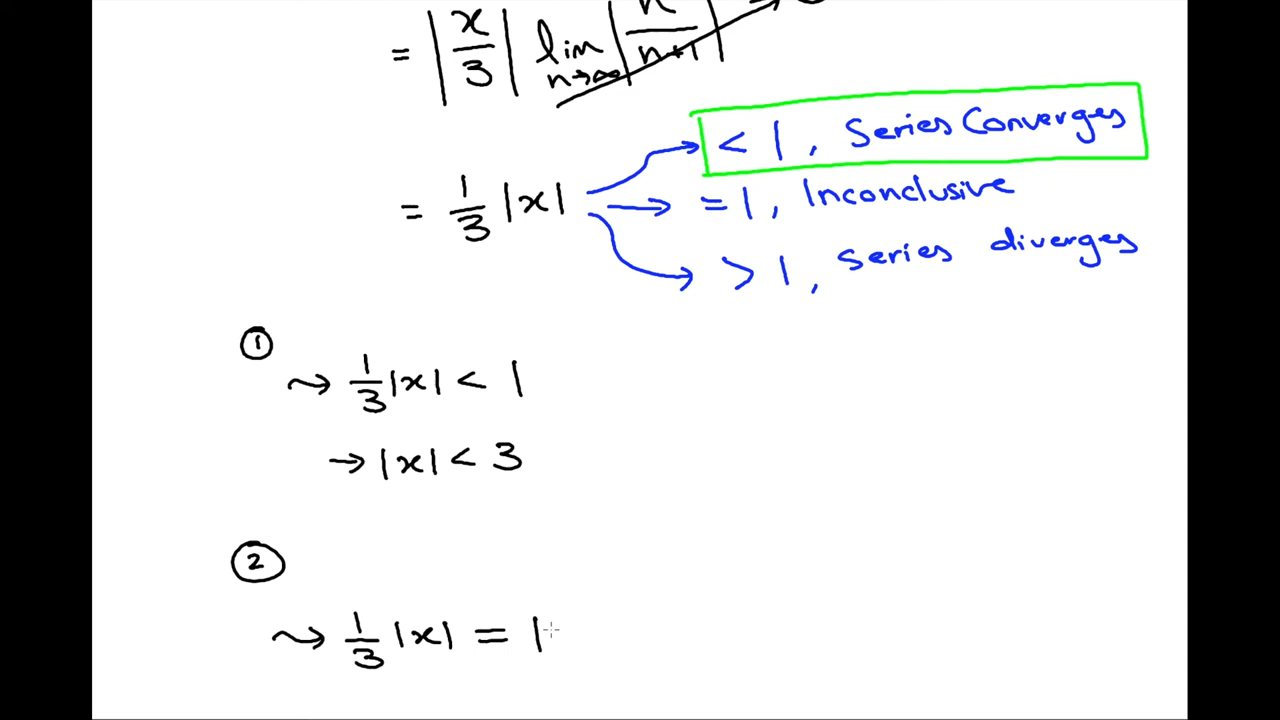 = |x/3| lim n→∞ |n/n+1|
< 1, Series Converges
= 1/3 |x|
= 1, Inconclusive
> 1, Series diverges
①
⇝ 1/3 |x| < 1
→ |x| < 3
②
⇝ 1/3 |x| = 1